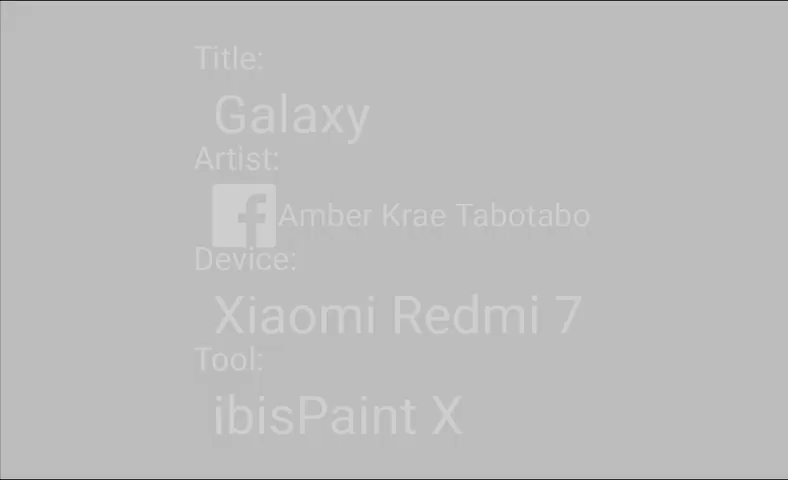 Title:
Galaxy
Artist:
Amber Krae Tabotabo
Device:
Xiaomi Redmi 7
Tool:
ibisPaint X